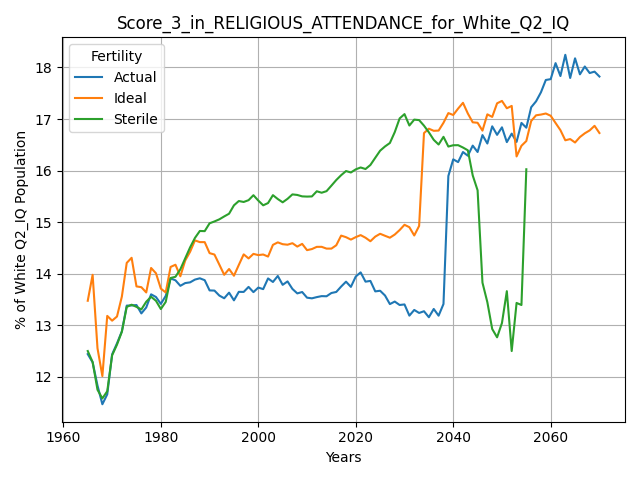 Score_3_in_RELIGIOUS_ATTENDANCE_for_White_Q2_IQ
Fertility
Actual
Ideal
Sterile
% of White Q2_IQ Population
18
17
16
15
14
13
12
1960 1980 2000 2020 2040 2060
Years